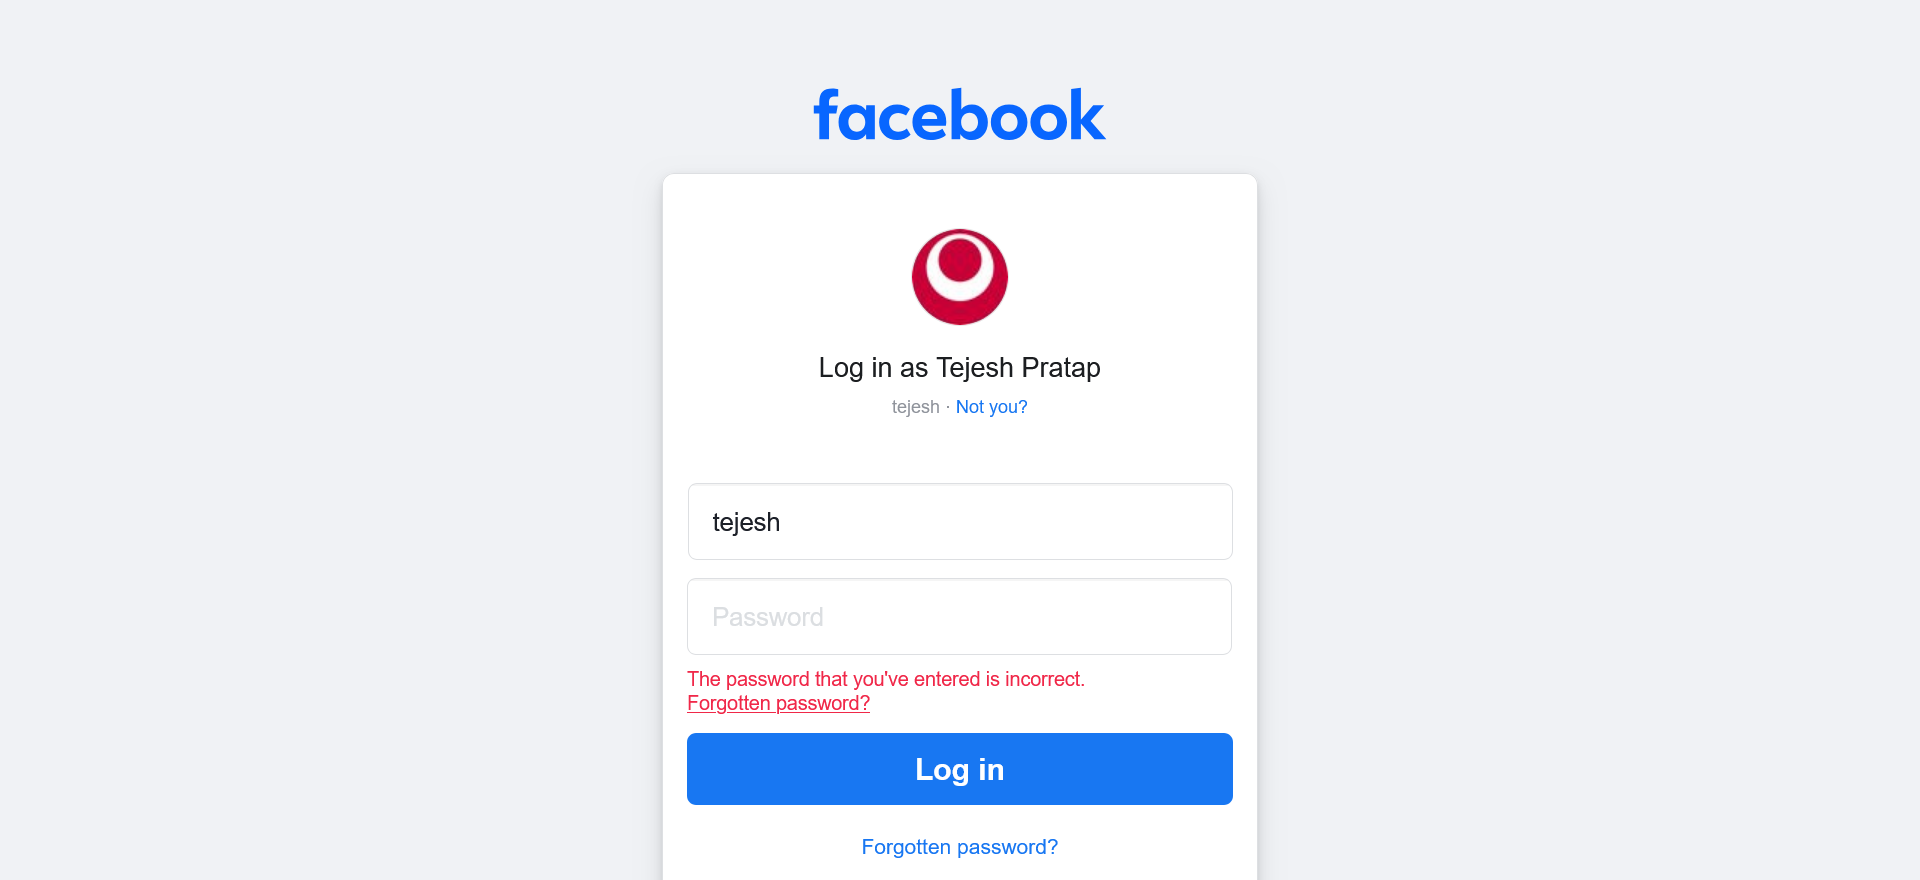 facebook
Log in as Tejesh Pratap
tejesh · Not you?
tejesh
Password
The password that you've entered is incorrect.
Forgotten password?
Log in
Forgotten password?